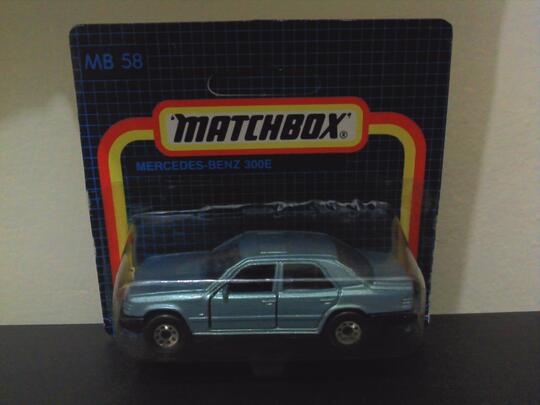 MB 58
"MATCHBOX"®
MERCEDES-BENZ 300E